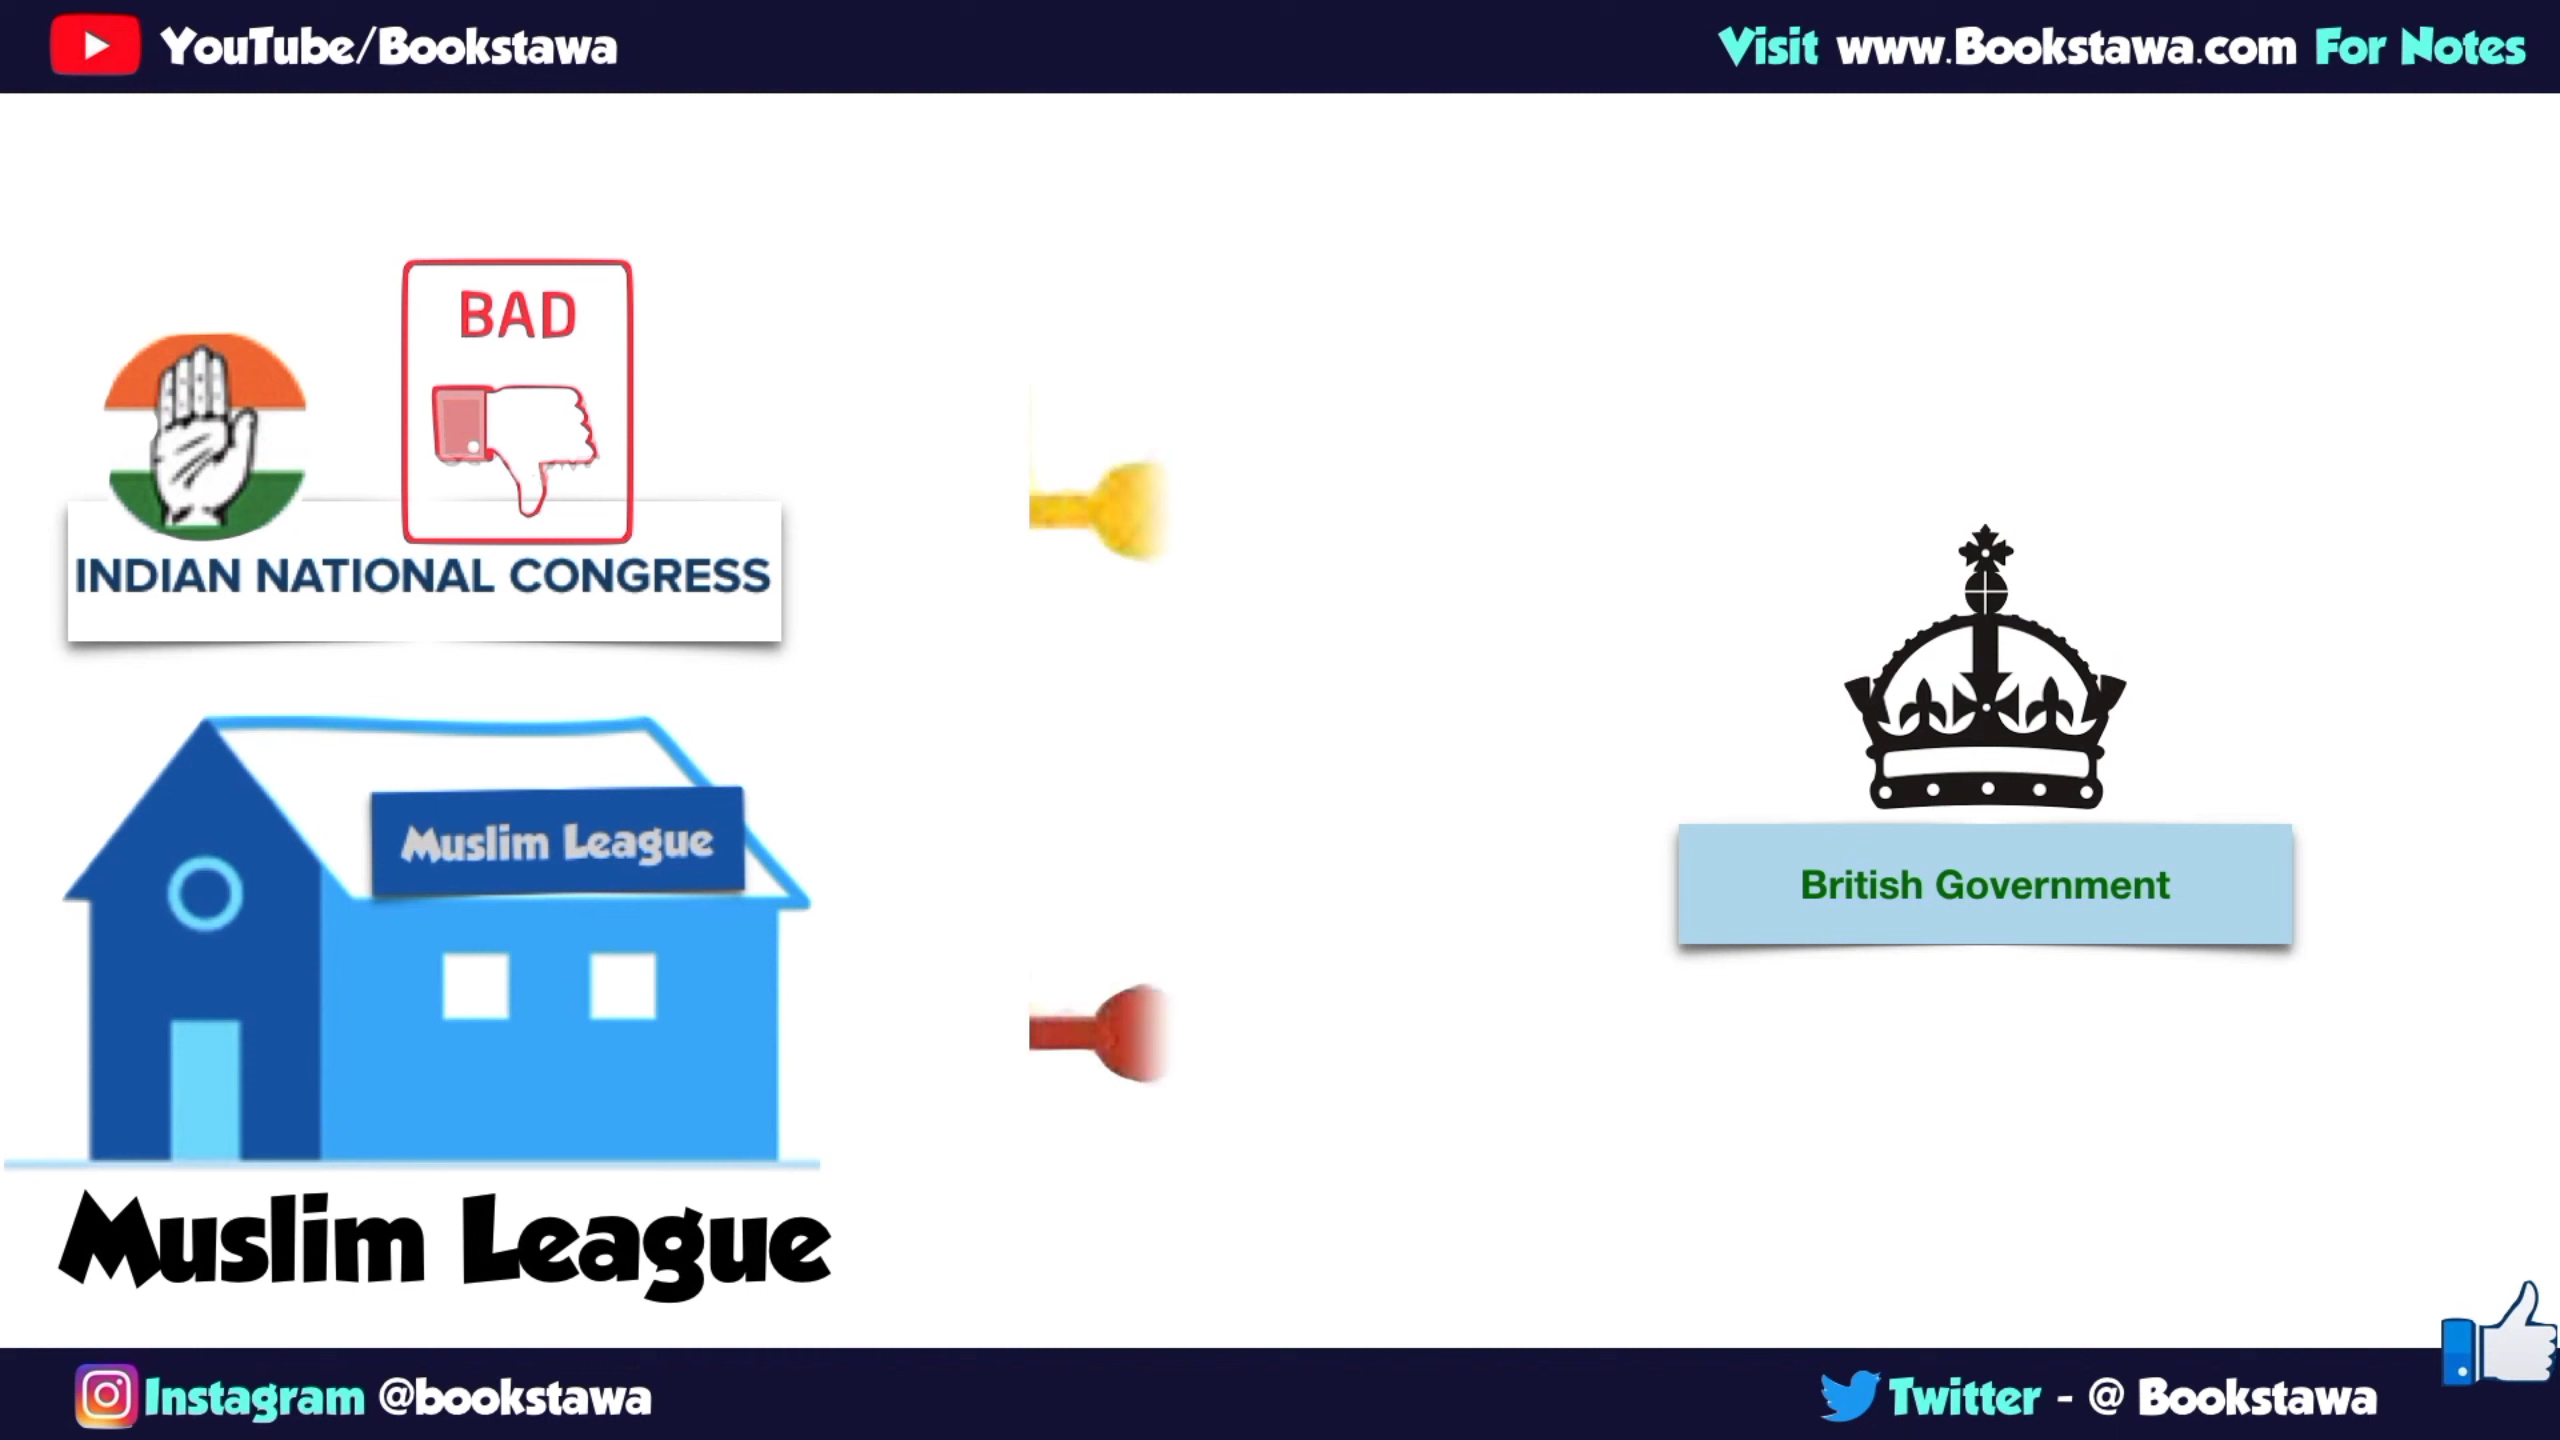 YouTube/Bookstawa
Visit www.Bookstawa.com For Notes
BAD
INDIAN NATIONAL CONGRESS
Muslim League
British Government
Muslim League
Instagram @bookstawa
Twitter - @ Bookstawa